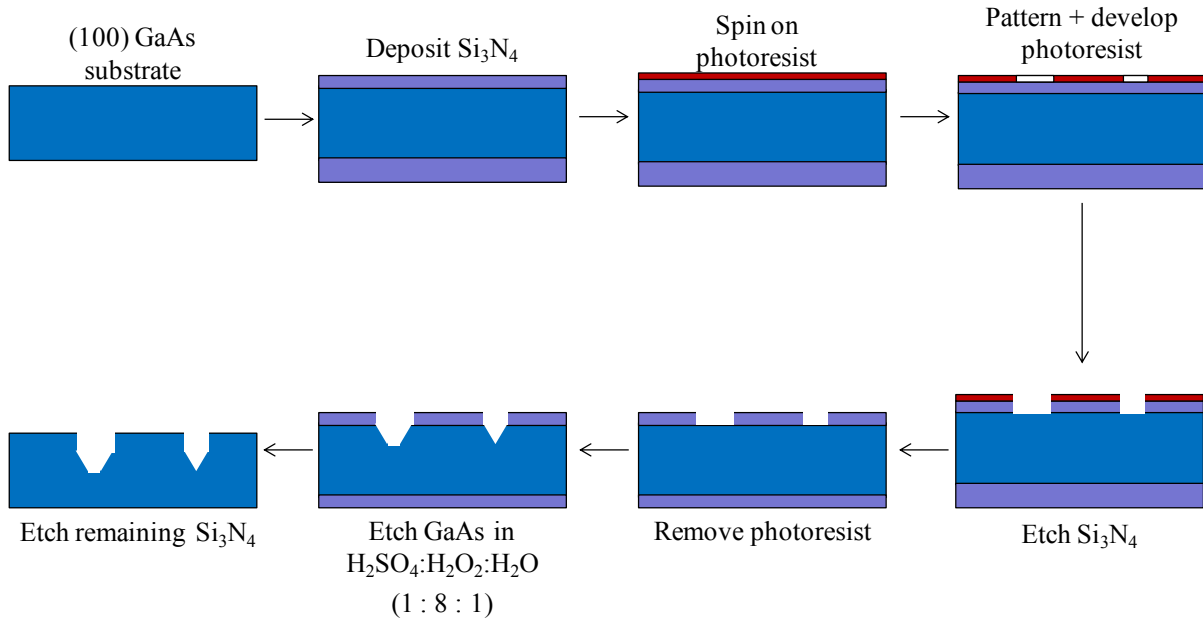 (100) GaAs
substrate
Deposit Si₃N₄
Spin on
photoresist
Pattern + develop
photoresist
Etch Si₃N₄
Remove photoresist
Etch GaAs in
H₂SO₄:H₂O₂:H₂O
(1 : 8 : 1)
Etch remaining Si₃N₄